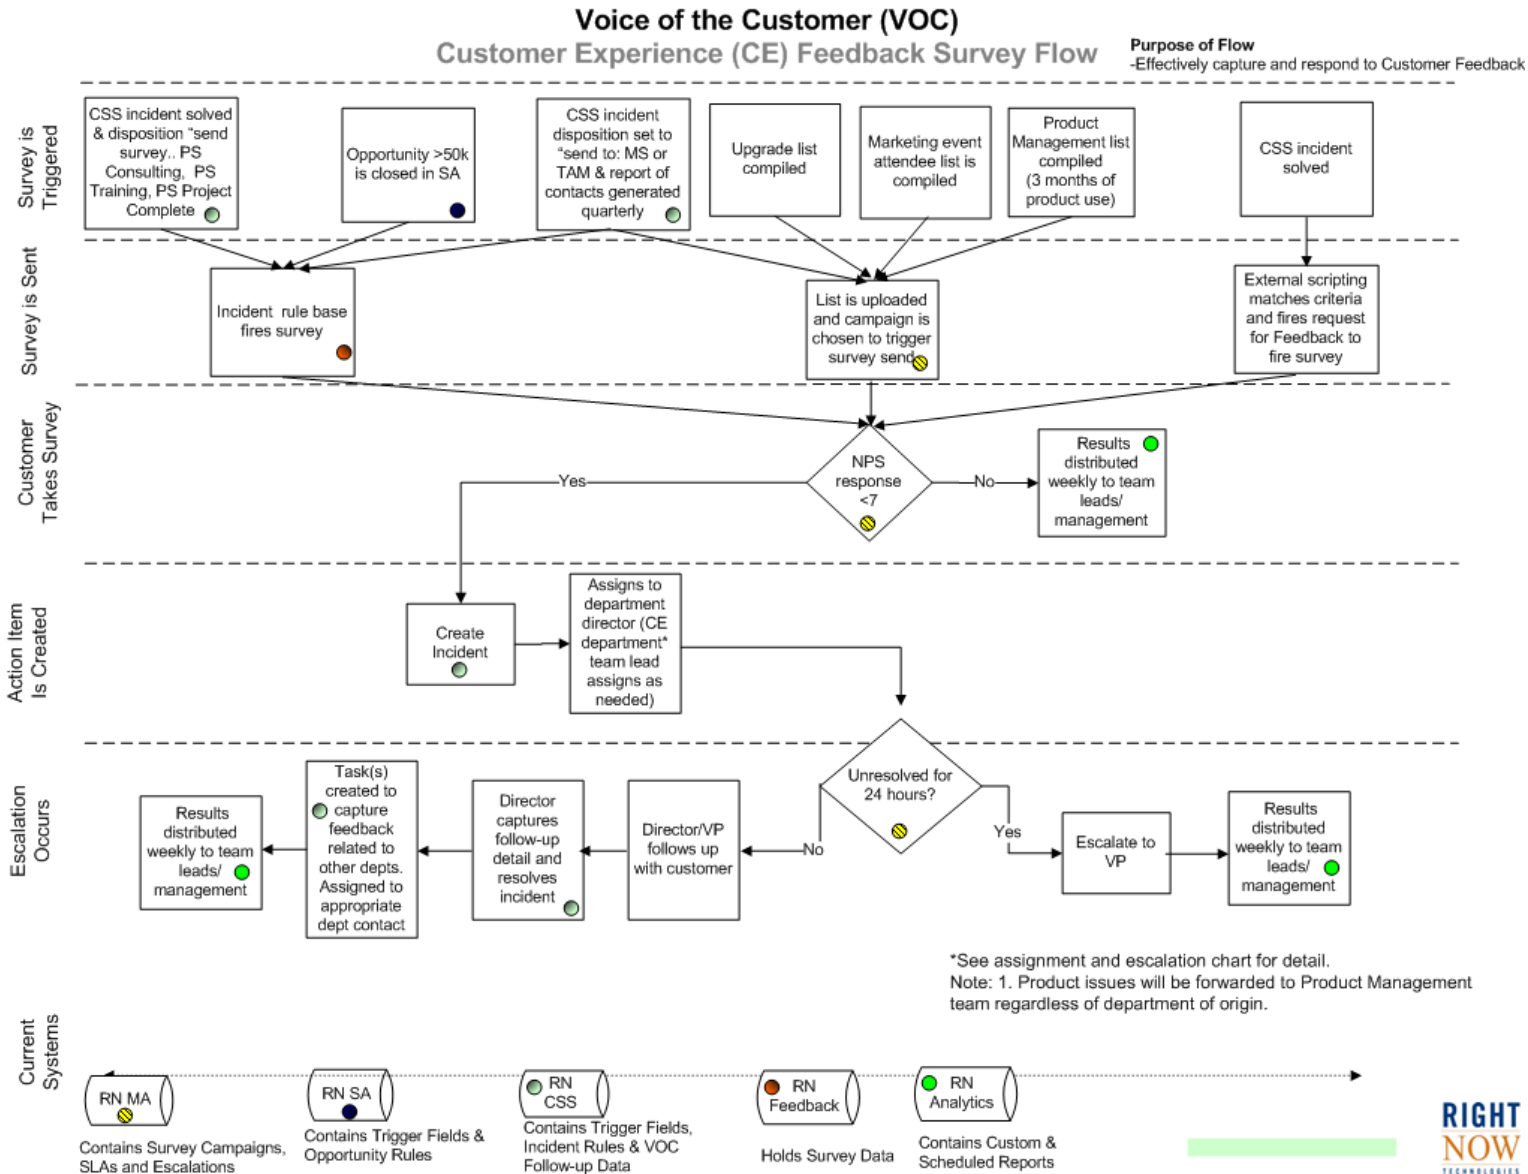 Voice of the Customer (VOC)
Customer Experience (CE) Feedback Survey Flow
Purpose of Flow
-Effectively capture and respond to Customer Feedback
Survey is
Triggered
CSS incident solved
& disposition "send
survey.. PS
Consulting, PS
Training, PS Project
Complete
Opportunity >50k
is closed in SA
CSS incident
disposition set to
"send to: MS or
TAM & report of
contacts generated
quarterly
Upgrade list
compiled
Marketing event
attendee list is
compiled
Product
Management list
compiled
(3 months of
product use)
CSS incident
solved
Survey is Sent
Incident rule base
fires survey
List is uploaded
and campaign is
chosen to trigger
survey send
External scripting
matches criteria
and fires request
for Feedback to
fire survey
Customer
Takes Survey
NPS
response
<7
Yes
No
Results
distributed
weekly to team
leads/
management
Action Item
Is Created
Create
Incident
Assigns to
department
director (CE
department*
team lead
assigns as
needed)
Escalation
Occurs
Results
distributed
weekly to team
leads/
management
Task(s)
created to
capture
feedback
related to
other depts.
Assigned to
appropriate
dept contact
Director
captures
follow-up
detail and
resolves
incident
Director/VP
follows up
with customer
No
Unresolved for
24 hours?
Yes
Escalate to
VP
Results
distributed
weekly to team
leads/
management
*See assignment and escalation chart for detail.
Note: 1. Product issues will be forwarded to Product Management
team regardless of department of origin.
Current
Systems
RN MA
Contains Survey Campaigns,
SLAs and Escalations
RN SA
Contains Trigger Fields &
Opportunity Rules
RN
CSS
Contains Trigger Fields,
Incident Rules & VOC
Follow-up Data
RN
Feedback
Holds Survey Data
RN
Analytics
Contains Custom &
Scheduled Reports
RIGHT
NOW
TECHNOLOGIES